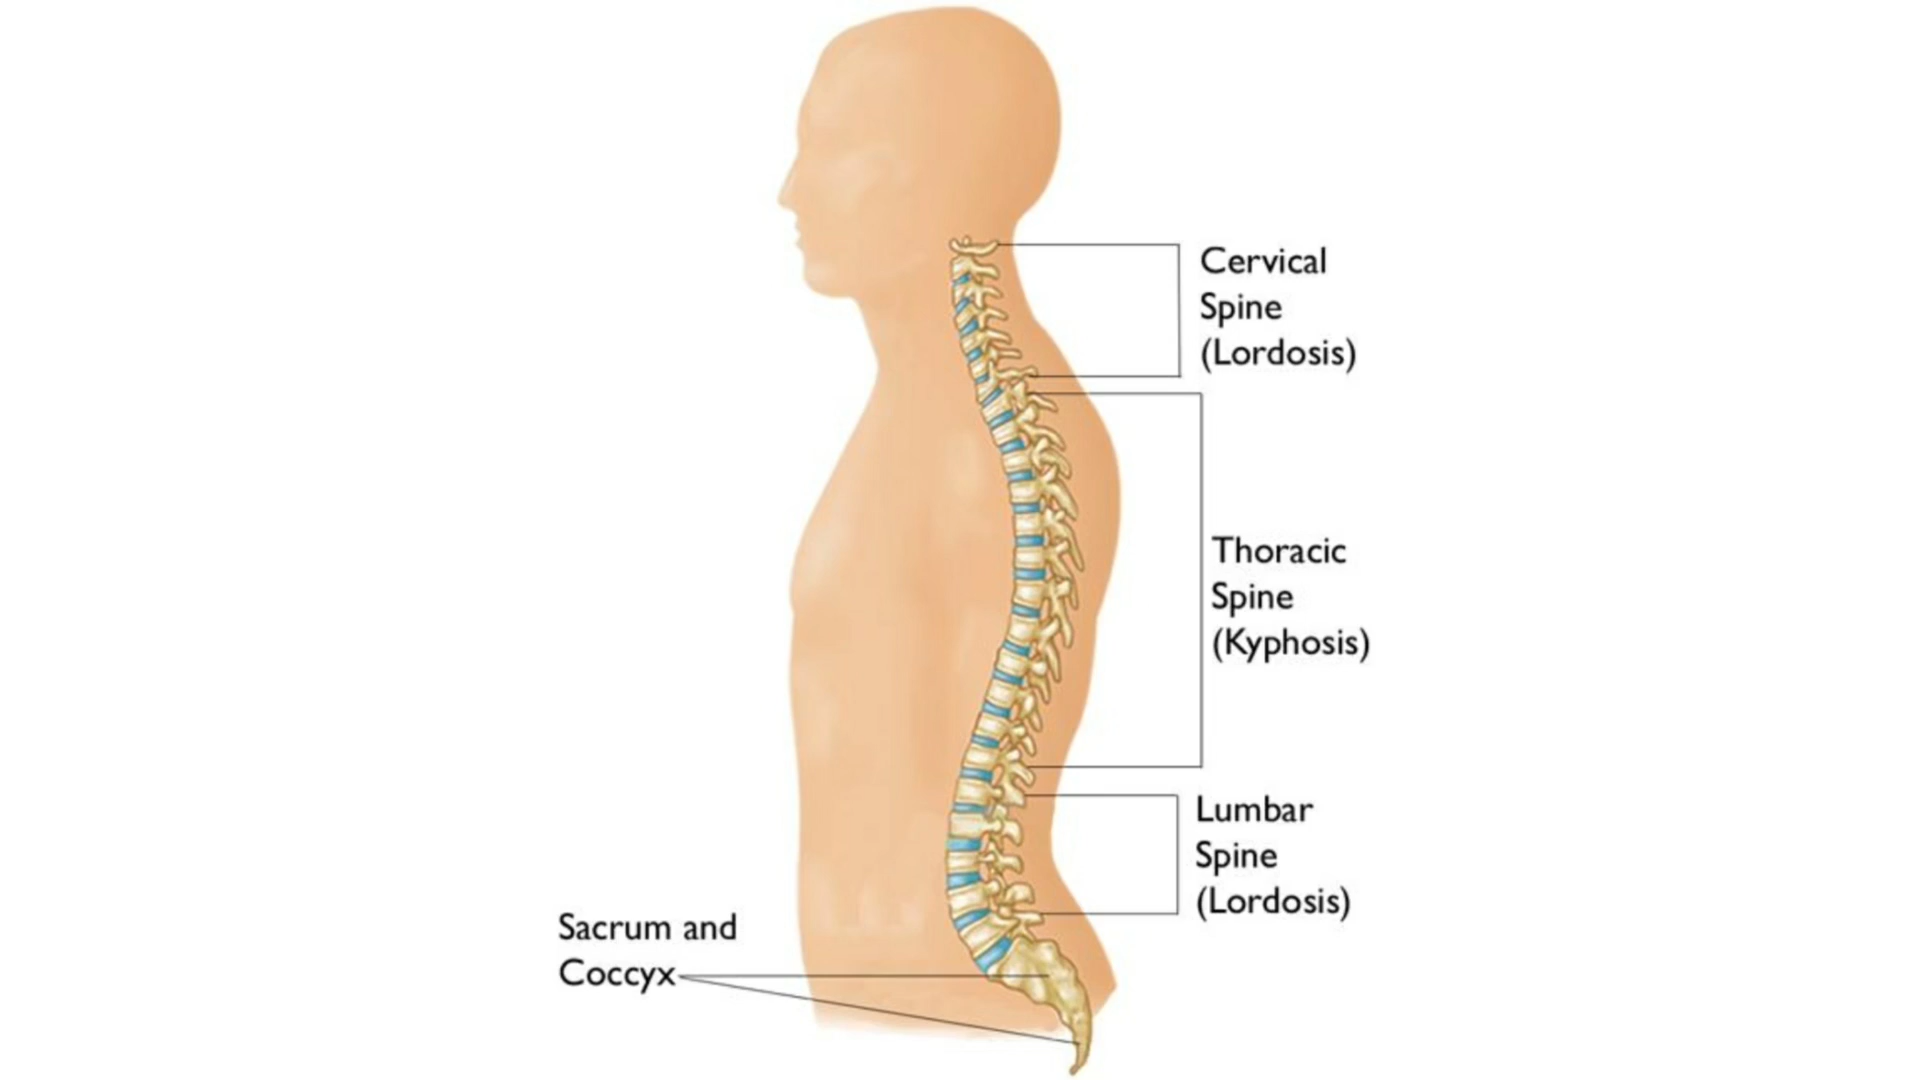 Cervical
Spine
(Lordosis)
Thoracic
Spine
(Kyphosis)
Lumbar
Spine
(Lordosis)
Sacrum and
Coccyx